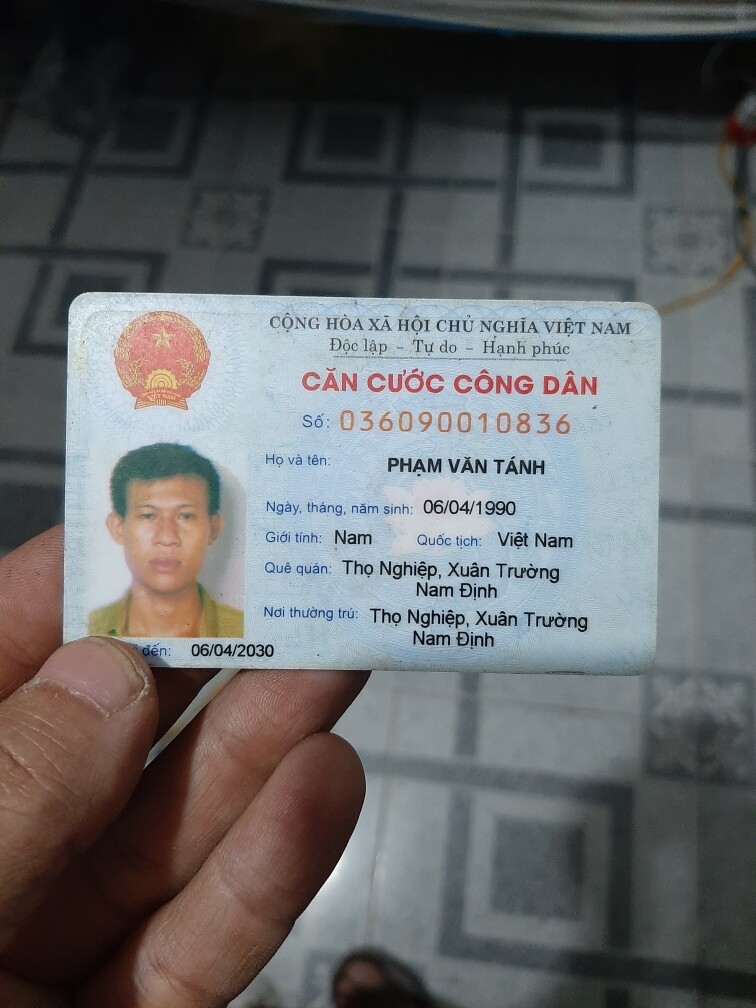 CỘNG HÒA XÃ HỘI CHỦ NGHĨA VIỆT NAM
Độc lập - Tự do - Hạnh phúc
CĂN CƯỚC CÔNG DÂN
Số: 036090010836
Họ và tên: PHẠM VĂN TÁNH
Ngày, tháng, năm sinh: 06/04/1990
Giới tính: Nam Quốc tịch: Việt Nam
Quê quán: Thọ Nghiệp, Xuân Trường
Nam Định
Nơi thường trú: Thọ Nghiệp, Xuân Trường
Nam Định
đến: 06/04/2030